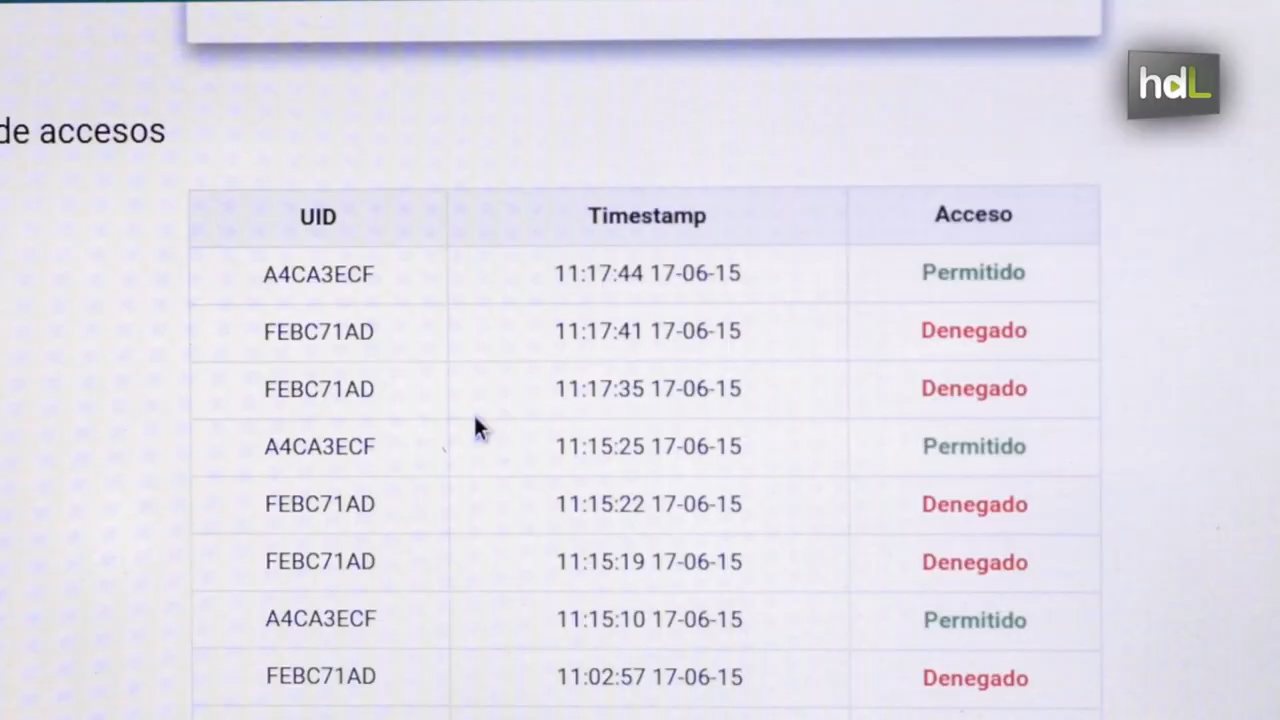 hdL
de accesos
UID Timestamp Acceso
A4CA3ECF 11:17:44 17-06-15 Permitido
FEBC71AD 11:17:41 17-06-15 Denegado
FEBC71AD 11:17:35 17-06-15 Denegado
A4CA3ECF 11:15:25 17-06-15 Permitido
FEBC71AD 11:15:22 17-06-15 Denegado
FEBC71AD 11:15:19 17-06-15 Denegado
A4CA3ECF 11:15:10 17-06-15 Permitido
FEBC71AD 11:02:57 17-06-15 Denegado